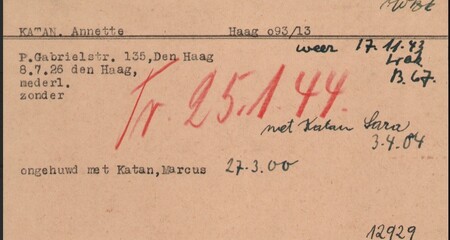 KATAN. Annette Haag o93/13
weer 17.11.43
P.Gabrielstr. 135,Den Haag
B.67.
8.7.26 den Haag,
nederl.
zonder
Tr. 25.1.44.
met Katan Sara
3-4.04
ongehuwd met Katan,Marcus 27-3.00
12929